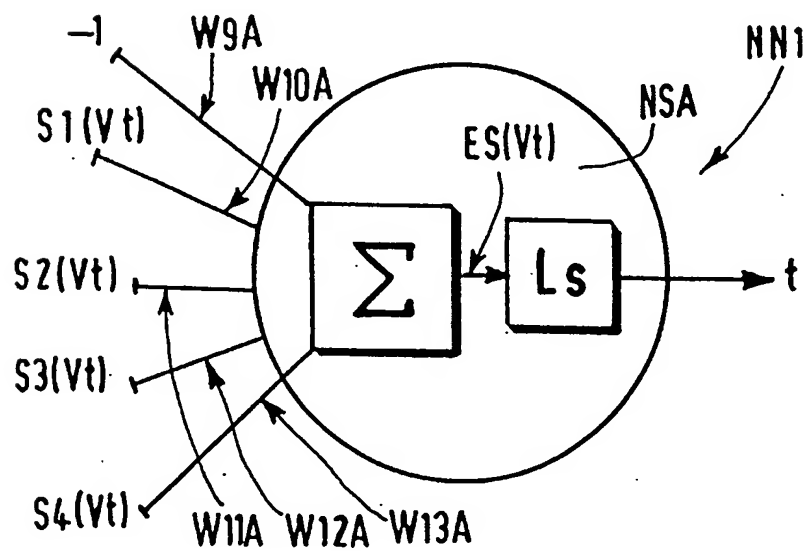 -1
W9A
NN1
W10A
S1(Vt)
NSA
ES(Vt)
S2(Vt)
Σ
Ls
t
S3(Vt)
S4(Vt)
W11A
W12A
W13A